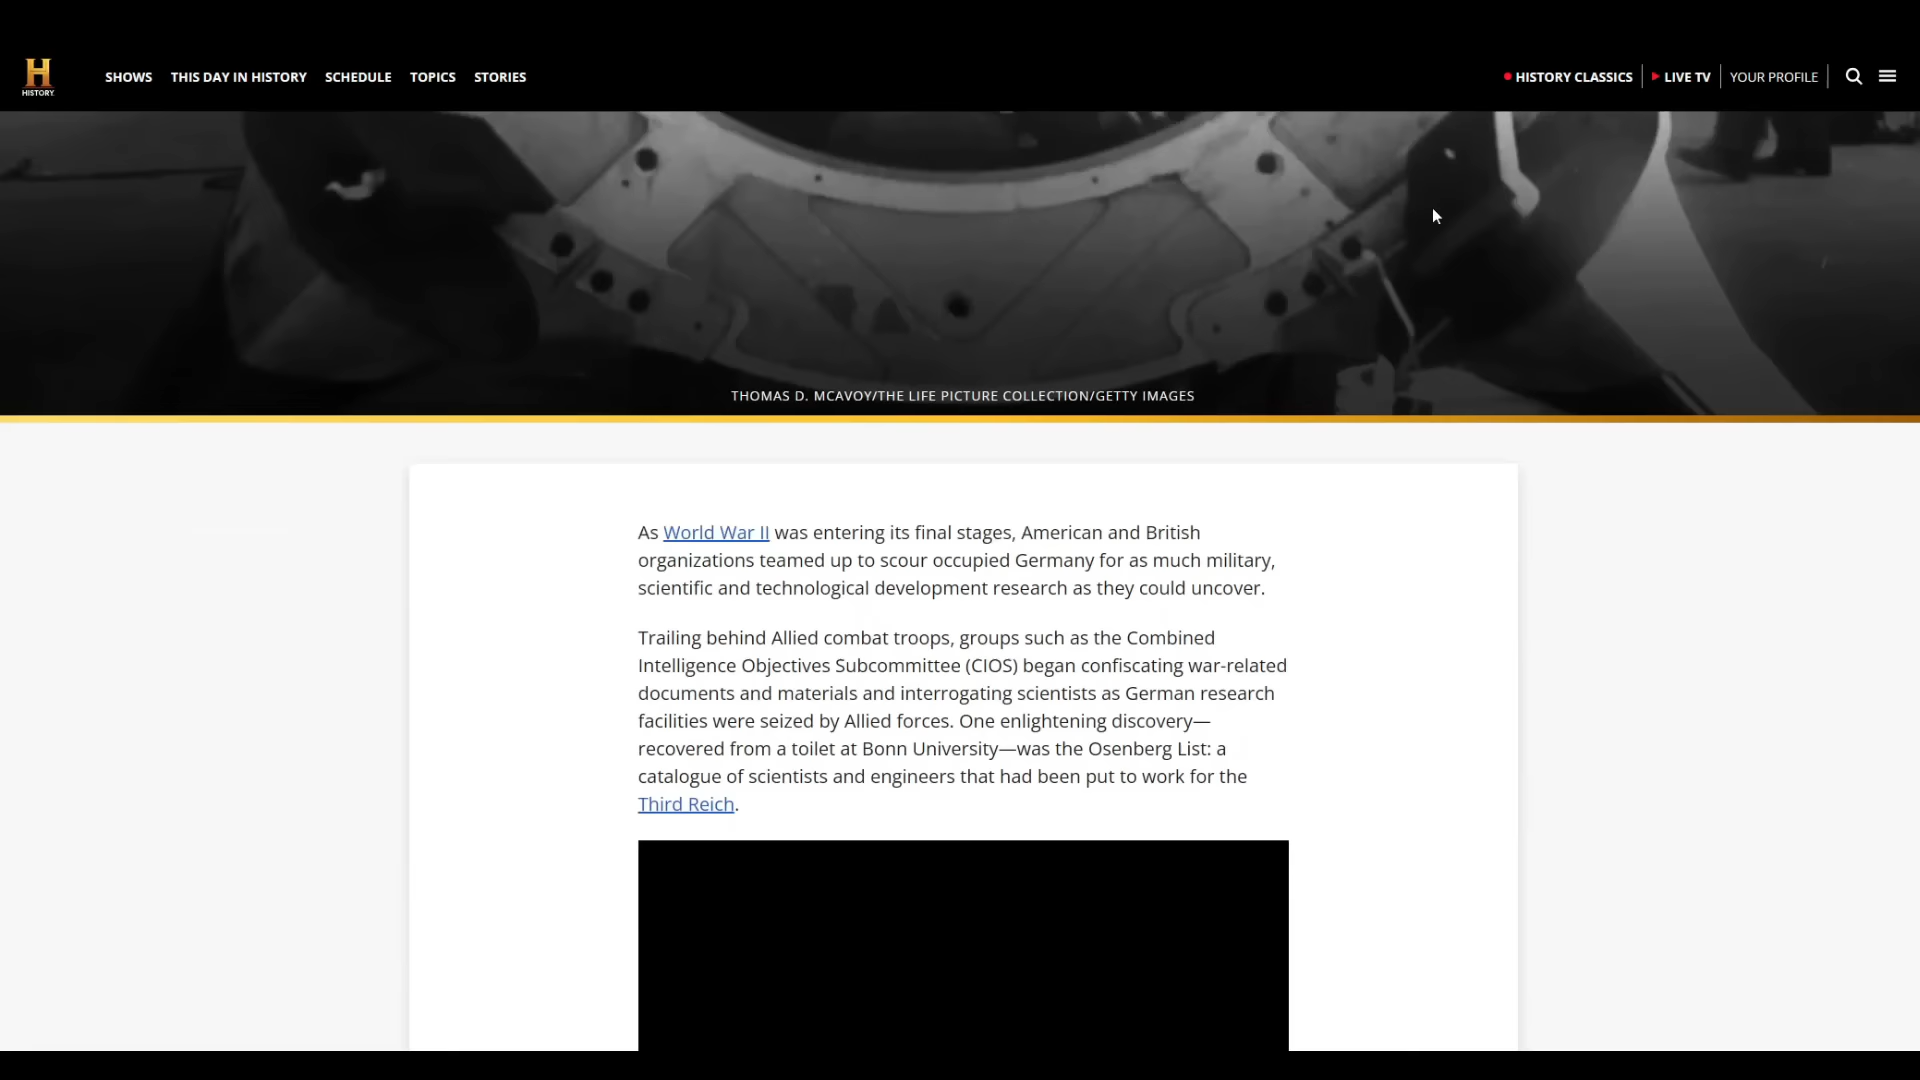 H
HISTORY
SHOWS THIS DAY IN HISTORY SCHEDULE TOPICS STORIES
HISTORY CLASSICS LIVE TV YOUR PROFILE
THOMAS D. MCAVOY/THE LIFE PICTURE COLLECTION/GETTY IMAGES
As World War II was entering its final stages, American and British
organizations teamed up to scour occupied Germany for as much military,
scientific and technological development research as they could uncover.
Trailing behind Allied combat troops, groups such as the Combined
Intelligence Objectives Subcommittee (CIOS) began confiscating war-related
documents and materials and interrogating scientists as German research
facilities were seized by Allied forces. One enlightening discovery—
recovered from a toilet at Bonn University—was the Osenberg List: a
catalogue of scientists and engineers that had been put to work for the
Third Reich.